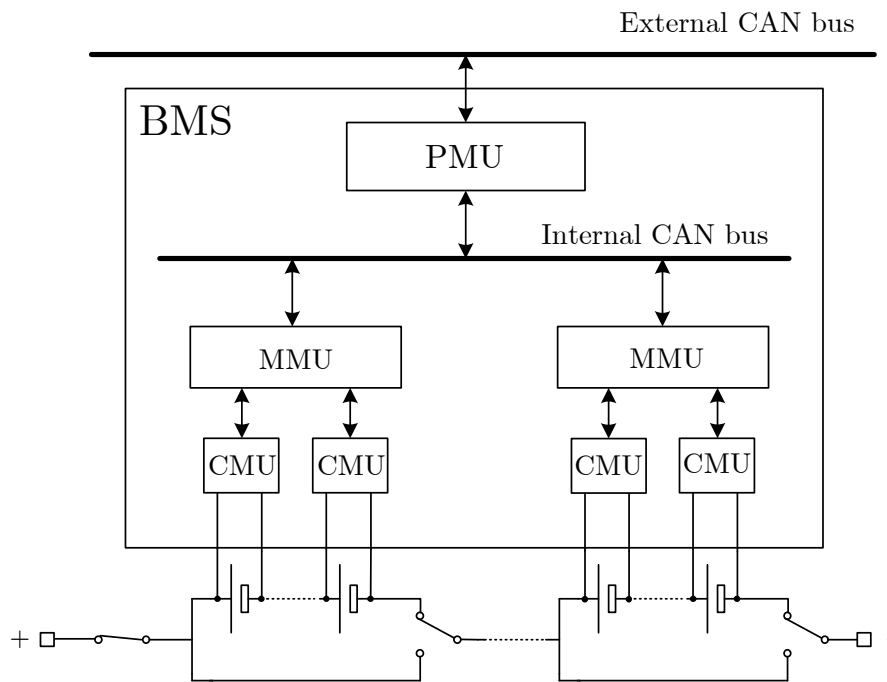 External CAN bus
BMS
PMU
Internal CAN bus
MMU
MMU
CMU
CMU
CMU
CMU
+